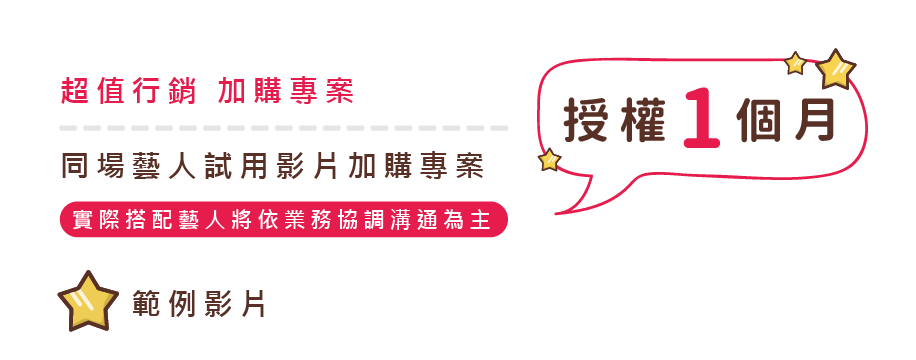 超值行銷 加購專案
授權1個月
同場藝人試用影片加購專案
實際搭配藝人將依業務協調溝通為主
範例影片